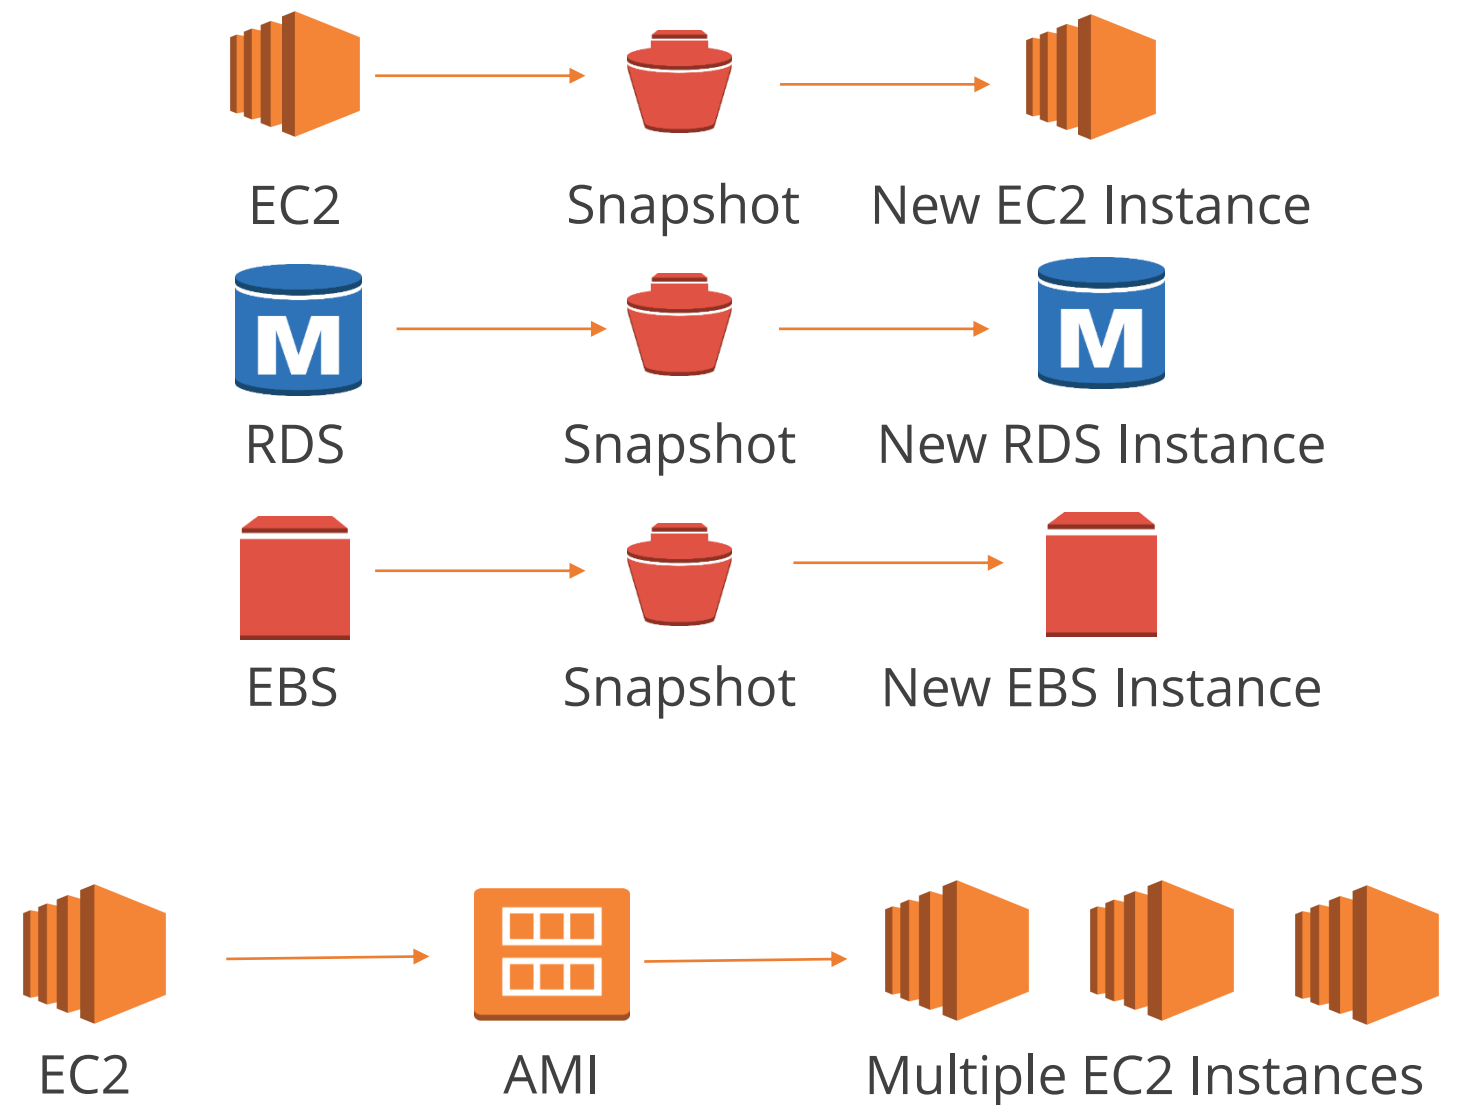 EC2 Snapshot New EC2 Instance
M M
RDS Snapshot New RDS Instance
EBS Snapshot New EBS Instance
EC2 AMI Multiple EC2 Instances